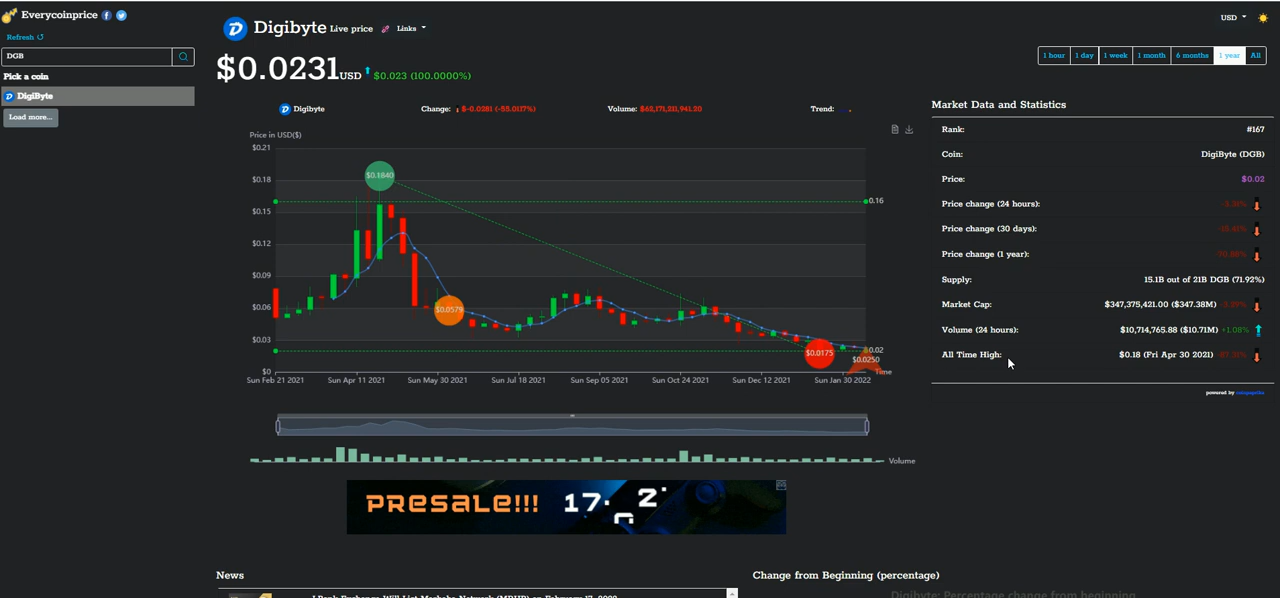 Everycoinprice
Refresh
DGB
Pick a coin
DigiByte
Load more...
Digibyte Live price Links
$0.0231USD $0.023 (100.0000%)
USD
1 hour 1 day 1 week 1 month 6 months 1 year All
Digibyte Change: $-0.0281 (-55.0117%) Volume: $62,171,211,941.20 Trend:
Price in USD($)
$0.21
$0.18
$0.15
$0.12
$0.09
$0.06
$0.03
$0
$0.1840
0.16
$0.0579
$0.0175
0.02
$0.0250
Time
Sun Feb 21 2021 Sun Apr 11 2021 Sun May 30 2021 Sun Jul 18 2021 Sun Sep 05 2021 Sun Oct 24 2021 Sun Dec 12 2021 Sun Jan 30 2022
Volume
PRESALE!!! 17
Market Data and Statistics
Rank: #167
Coin: DigiByte (DGB)
Price: $0.02
Price change (24 hours):
Price change (30 days):
Price change (1 year):
Supply: 15.1B out of 21B DGB (71.92%)
Market Cap: $347,375,421.00 ($347.38M)
Volume (24 hours): $10,714,765.88 ($10.71M) +1.08%
All Time High: $0.18 (Fri Apr 30 2021)
powered by coinpaprika
News
Change from Beginning (percentage)
Digibyte: Percentage change from beginning